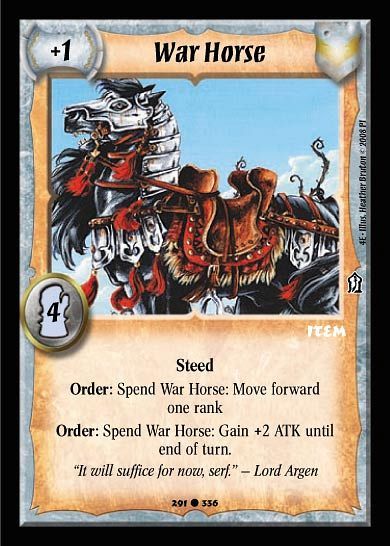 +1
War Horse
4E • Illus. Heather Bruton © 2008 PI
4
ITEM
Steed
Order: Spend War Horse: Move forward
one rank
Order: Spend War Horse: Gain +2 ATK until
end of turn.
“It will suffice for now, serf.” – Lord Argen
291 ● 336